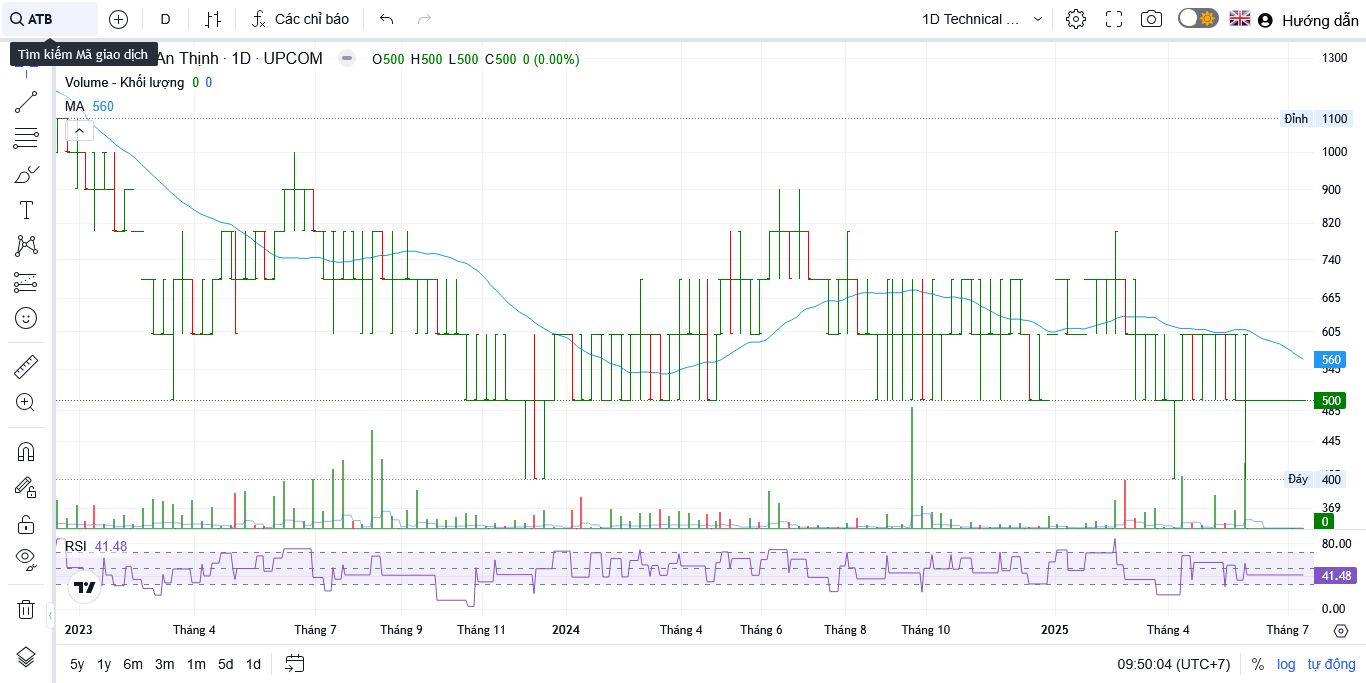 ATB
D
Các chỉ báo
1D Technical ...
Hướng dẫn
Tìm kiếm Mã giao dịch
An Thịnh · 1D · UPCOM
O500 H500 L500 C500 0 (0.00%)
Volume - Khối lượng 0 0
MA 560
1300
Đỉnh 1100
1000
900
820
740
665
605
560
545
500
485
445
Đáy 400
369
0
RSI 41.48
80.00
41.48
0.00
2023 Tháng 4 Tháng 7 Tháng 9 Tháng 11 2024 Tháng 4 Tháng 6 Tháng 8 Tháng 10 2025 Tháng 4 Tháng 7
5y 1y 6m 3m 1m 5d 1d
09:50:04 (UTC+7) % log tự động